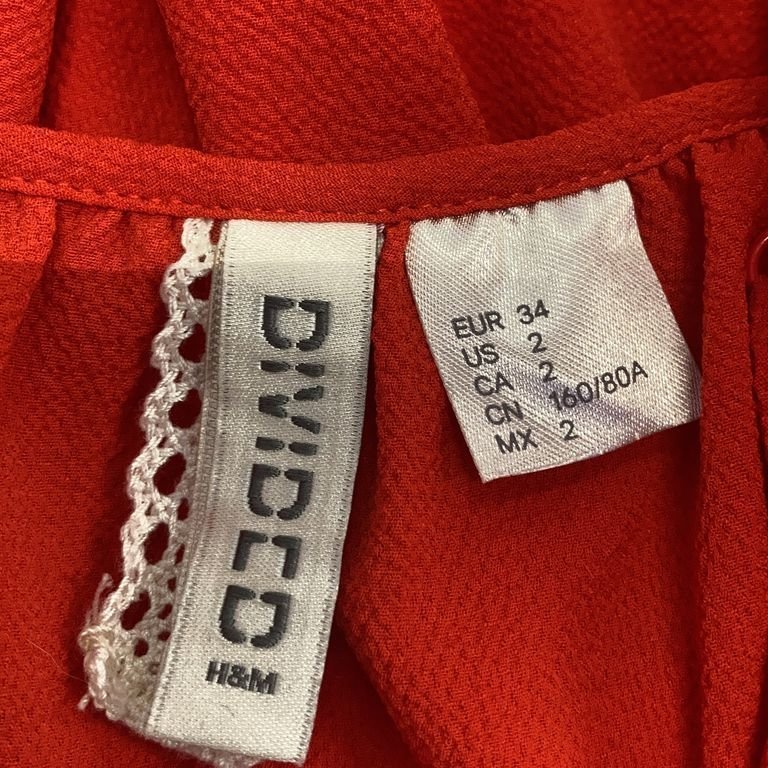 DIVIDED
H&M
EUR 34
US 2
CA 2
CN 160/80A
MX 2